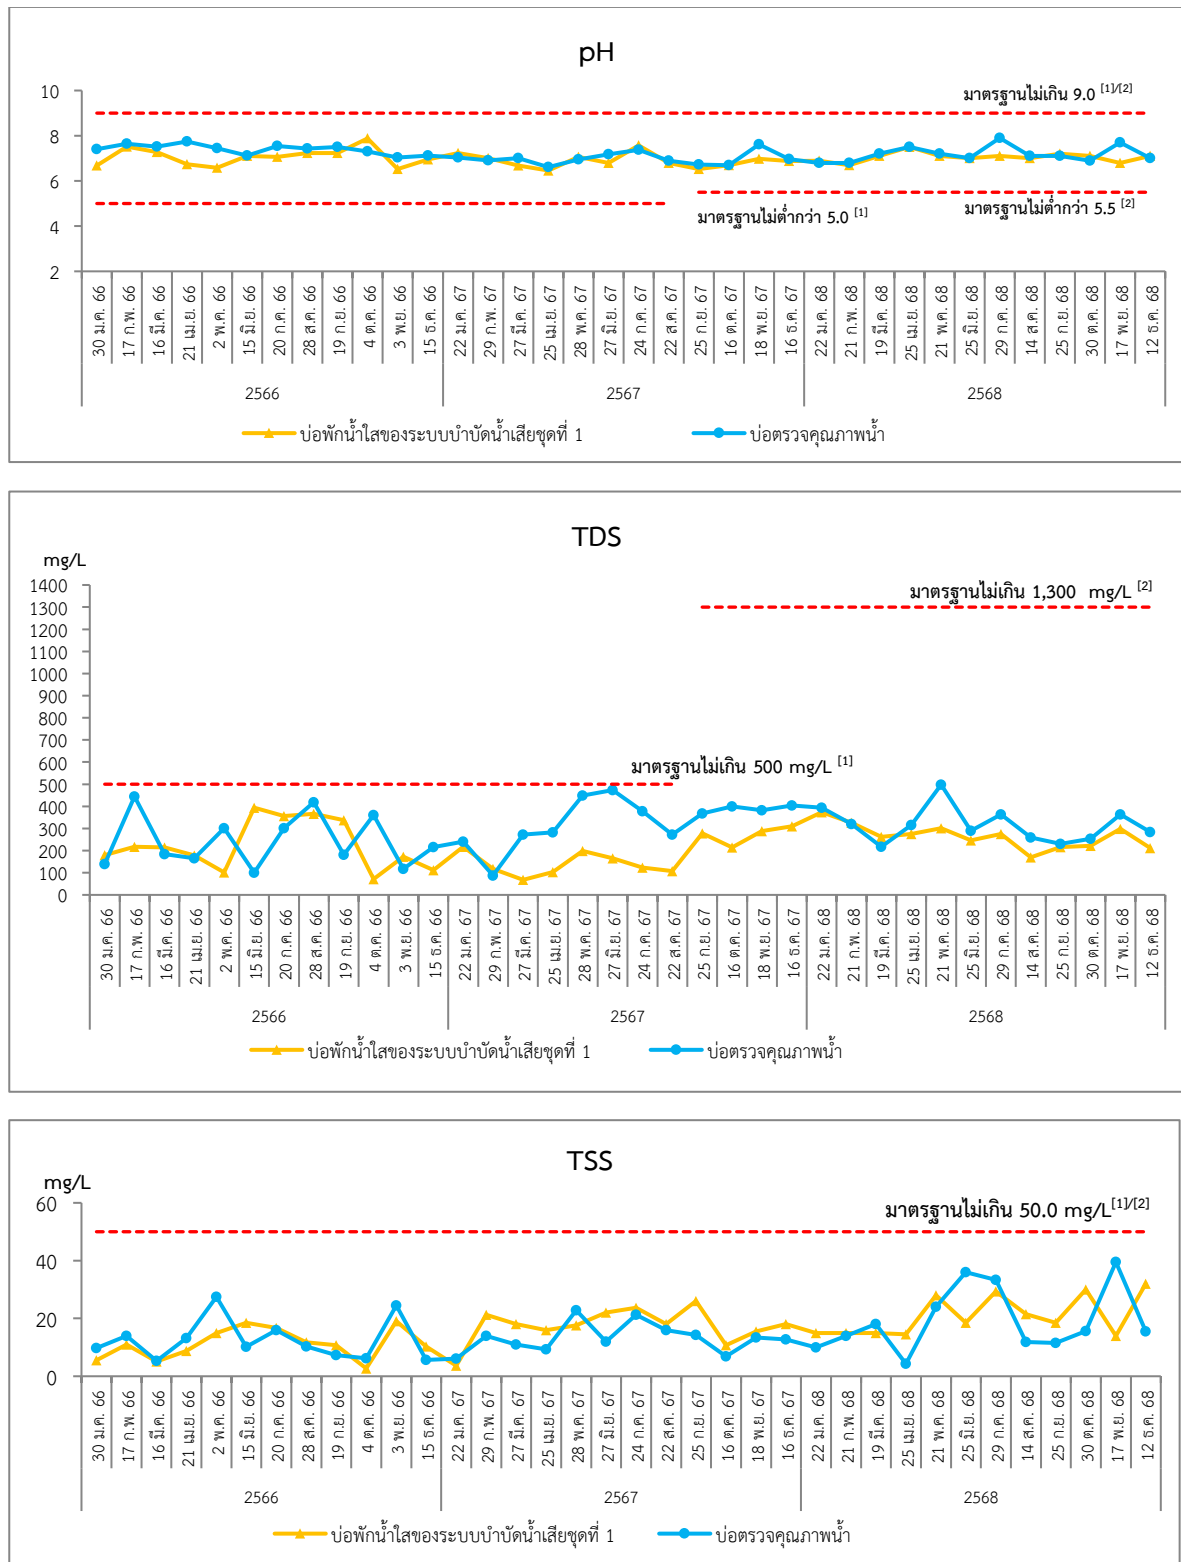 pH
10
8
6
4
2
มาตรฐานไม่เกิน 9.0 [1]/[2]
มาตรฐานไม่ต่ำกว่า 5.0 [1]
มาตรฐานไม่ต่ำกว่า 5.5 [2]
30 ม.ค. 66
17 ก.พ. 66
16 มี.ค. 66
21 เม.ย. 66
2 พ.ค. 66
15 มิ.ย. 66
20 ก.ค. 66
28 ส.ค. 66
19 ก.ย. 66
4 ต.ค. 66
3 พ.ย. 66
15 ธ.ค. 66
22 ม.ค. 67
29 ก.พ. 67
27 มี.ค. 67
25 เม.ย. 67
28 พ.ค. 67
27 มิ.ย. 67
24 ก.ค. 67
22 ส.ค. 67
25 ก.ย. 67
16 ต.ค. 67
18 พ.ย. 67
16 ธ.ค. 67
22 ม.ค. 68
21 ก.พ. 68
19 มี.ค. 68
25 เม.ย. 68
21 พ.ค. 68
25 มิ.ย. 68
29 ก.ค. 68
14 ส.ค. 68
25 ก.ย. 68
30 ต.ค. 68
17 พ.ย. 68
12 ธ.ค. 68
2566 2567 2568
บ่อพักน้ำใสของระบบบำบัดน้ำเสียชุดที่ 1 บ่อตรวจคุณภาพน้ำ
TDS
mg/L
1400
1300
1200
1100
1000
900
800
700
600
500
400
300
200
100
0
มาตรฐานไม่เกิน 1,300 mg/L [2]
มาตรฐานไม่เกิน 500 mg/L [1]
30 ม.ค. 66
17 ก.พ. 66
16 มี.ค. 66
21 เม.ย. 66
2 พ.ค. 66
15 มิ.ย. 66
20 ก.ค. 66
28 ส.ค. 66
19 ก.ย. 66
4 ต.ค. 66
3 พ.ย. 66
15 ธ.ค. 66
22 ม.ค. 67
29 ก.พ. 67
27 มี.ค. 67
25 เม.ย. 67
28 พ.ค. 67
27 มิ.ย. 67
24 ก.ค. 67
22 ส.ค. 67
25 ก.ย. 67
16 ต.ค. 67
18 พ.ย. 67
16 ธ.ค. 67
22 ม.ค. 68
21 ก.พ. 68
19 มี.ค. 68
25 เม.ย. 68
21 พ.ค. 68
25 มิ.ย. 68
29 ก.ค. 68
14 ส.ค. 68
25 ก.ย. 68
30 ต.ค. 68
17 พ.ย. 68
12 ธ.ค. 68
2566 2567 2568
บ่อพักน้ำใสของระบบบำบัดน้ำเสียชุดที่ 1 บ่อตรวจคุณภาพน้ำ
TSS
mg/L
60
40
20
0
มาตรฐานไม่เกิน 50.0 mg/L[1]/[2]
30 ม.ค. 66
17 ก.พ. 66
16 มี.ค. 66
21 เม.ย. 66
2 พ.ค. 66
15 มิ.ย. 66
20 ก.ค. 66
28 ส.ค. 66
19 ก.ย. 66
4 ต.ค. 66
3 พ.ย. 66
15 ธ.ค. 66
22 ม.ค. 67
29 ก.พ. 67
27 มี.ค. 67
25 เม.ย. 67
28 พ.ค. 67
27 มิ.ย. 67
24 ก.ค. 67
22 ส.ค. 67
25 ก.ย. 67
16 ต.ค. 67
18 พ.ย. 67
16 ธ.ค. 67
22 ม.ค. 68
21 ก.พ. 68
19 มี.ค. 68
25 เม.ย. 68
21 พ.ค. 68
25 มิ.ย. 68
29 ก.ค. 68
14 ส.ค. 68
25 ก.ย. 68
30 ต.ค. 68
17 พ.ย. 68
12 ธ.ค. 68
2566 2567 2568
บ่อพักน้ำใสของระบบบำบัดน้ำเสียชุดที่ 1 บ่อตรวจคุณภาพน้ำ